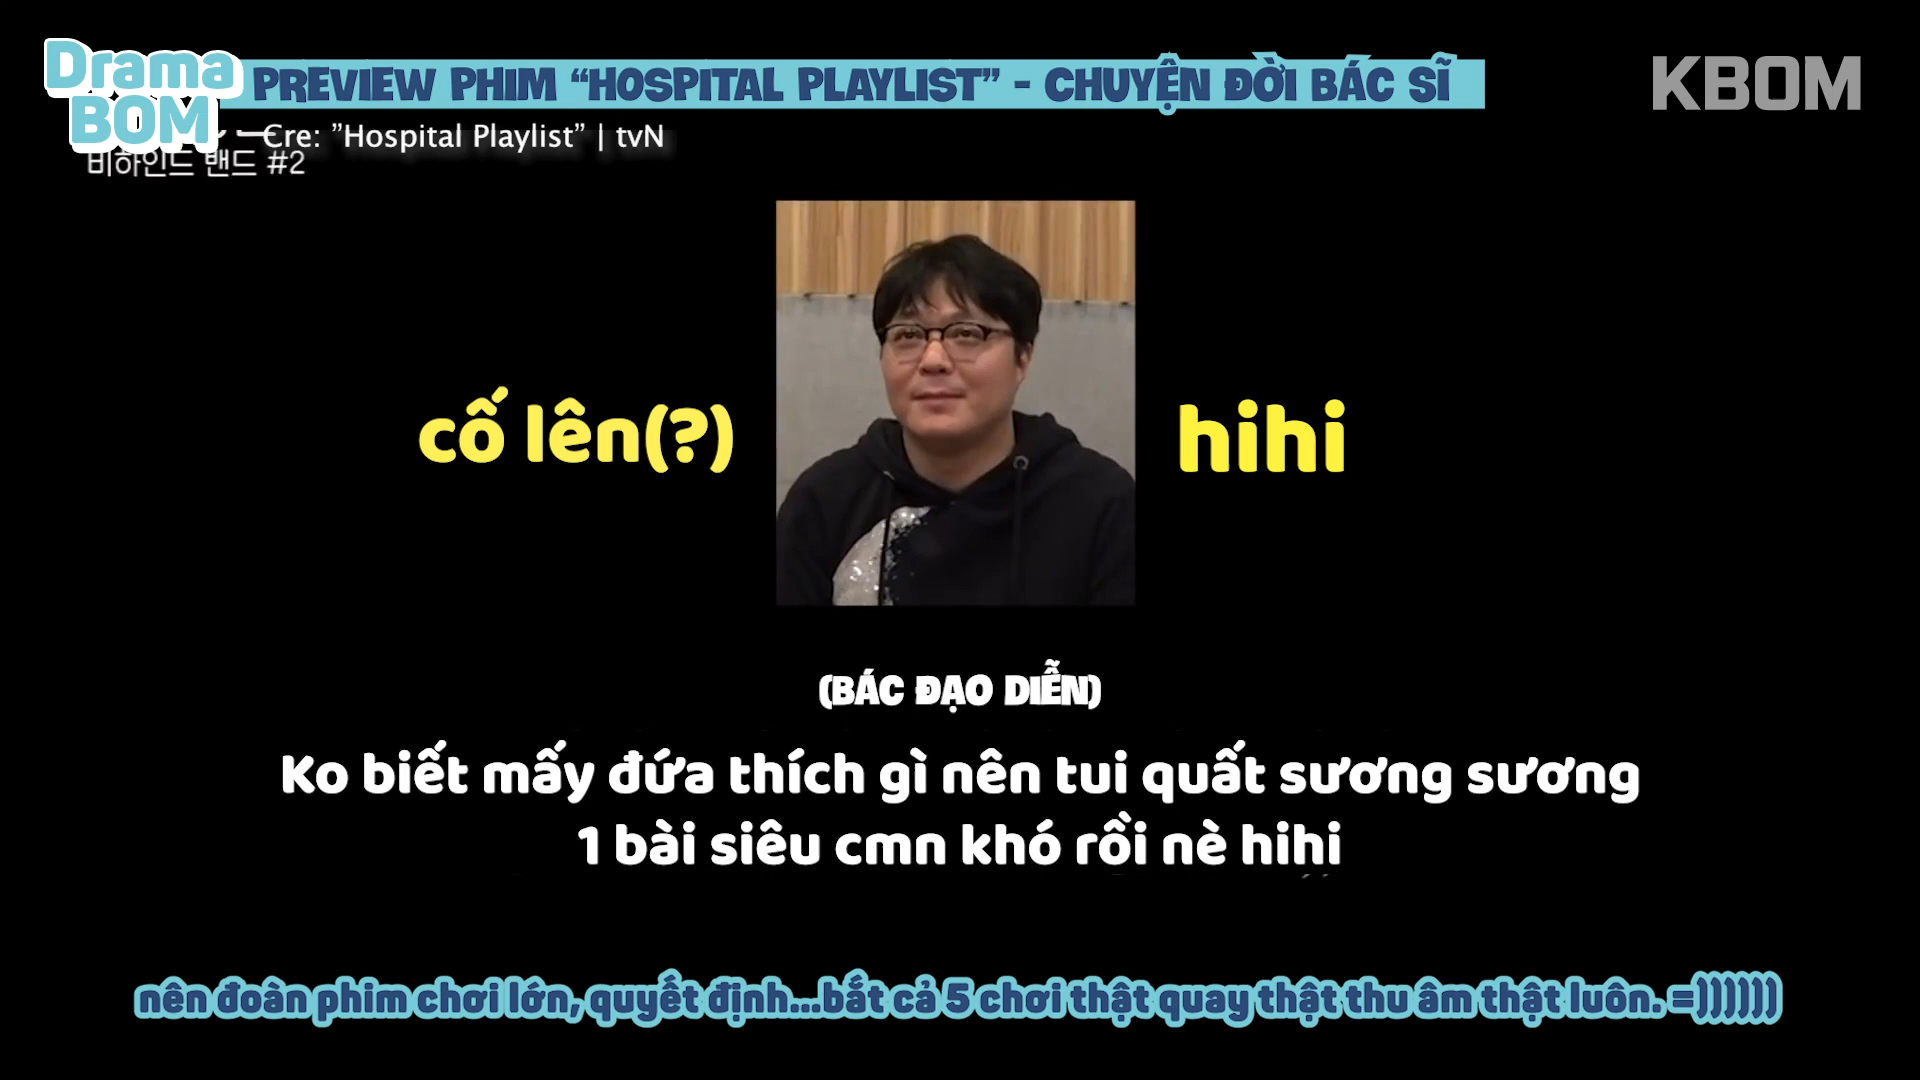 Drama
BOM
PREVIEW PHIM “HOSPITAL PLAYLIST” - CHUYỆN ĐỜI BÁC SĨ
KBOM
Cre: ”Hospital Playlist” | tvN
비하인드 밴드 #2
cố lên(?)
hihi
(BÁC ĐẠO DIỄN)
Ko biết mấy đứa thích gì nên tui quất sương sương
1 bài siêu cmn khó rồi nè hihi
nên đoàn phim chơi lớn, quyết định...bắt cả 5 chơi thật quay thật thu âm thật luôn. =))))))